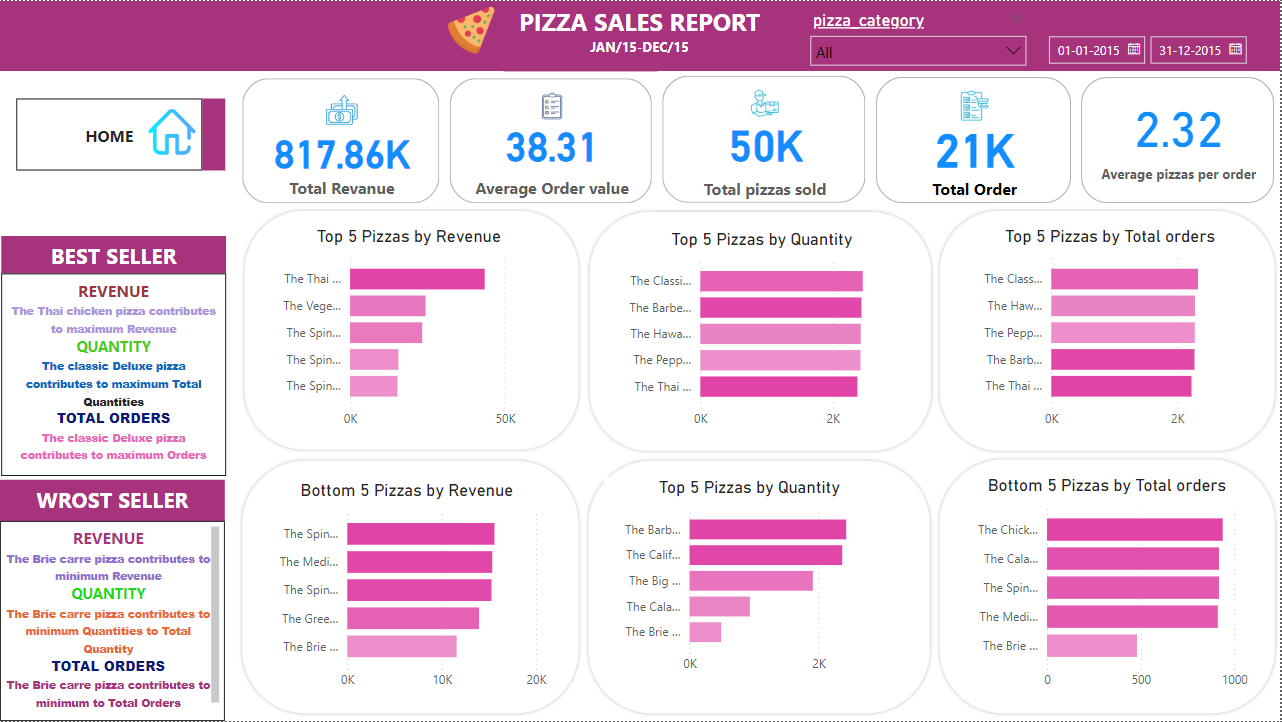 PIZZA SALES REPORT
JAN/15-DEC/15
pizza_category
All
01-01-2015
31-12-2015
HOME
817.86K
Total Revanue
38.31
Average Order value
50K
Total pizzas sold
21K
Total Order
2.32
Average pizzas per order
BEST SELLER
REVENUE
The Thai chicken pizza contributes
to maximum Revenue
QUANTITY
The classic Deluxe pizza
contributes to maximum Total
Quantities
TOTAL ORDERS
The classic Deluxe pizza
contributes to maximum Orders
WROST SELLER
REVENUE
The Brie carre pizza contributes to
minimum Revenue
QUANTITY
The Brie carre pizza contributes to
minimum Quantities to Total
Quantity
TOTAL ORDERS
The Brie carre pizza contributes to
minimum to Total Orders
Top 5 Pizzas by Revenue
The Thai ...
The Vege...
The Spin...
The Spin...
The Spin...
0K 50K
Top 5 Pizzas by Quantity
The Classi...
The Barbe...
The Hawa...
The Pepp...
The Thai ...
0K 2K
Top 5 Pizzas by Total orders
The Class...
The Haw...
The Pepp...
The Barb...
The Thai ...
0K 2K
Bottom 5 Pizzas by Revenue
The Spin...
The Medi...
The Spin...
The Gree...
The Brie ...
0K 10K 20K
Top 5 Pizzas by Quantity
The Barb...
The Calif...
The Big ...
The Cala...
The Brie ...
0K 2K
Bottom 5 Pizzas by Total orders
The Chick...
The Cala...
The Spin...
The Medi...
The Brie ...
0 500 1000